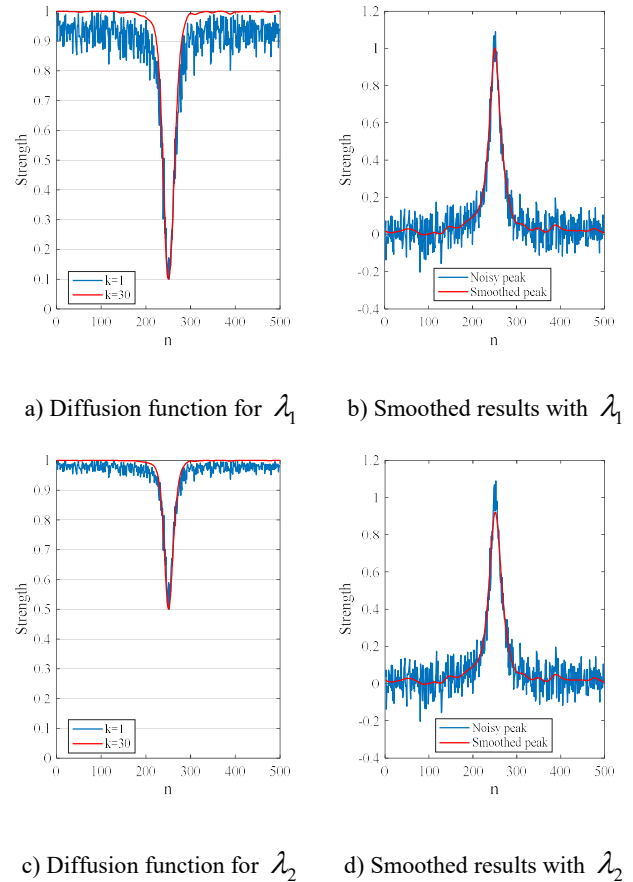 1
0.9
0.8
0.7
0.6
0.5
0.4
0.3
0.2
0.1
0
Strength
k=1
k=30
0 100 200 300 400 500
n
1.2
1
0.8
0.6
0.4
0.2
0
-0.2
-0.4
Strength
Noisy peak
Smoothed peak
0 100 200 300 400 500
n
a) Diffusion function for λ₁
b) Smoothed results with λ₁
1
0.9
0.8
0.7
0.6
0.5
0.4
0.3
0.2
0.1
0
Strength
k=1
k=30
0 100 200 300 400 500
n
1.2
1
0.8
0.6
0.4
0.2
0
-0.2
-0.4
Strength
Noisy peak
Smoothed peak
0 100 200 300 400 500
n
c) Diffusion function for λ₂
d) Smoothed results with λ₂